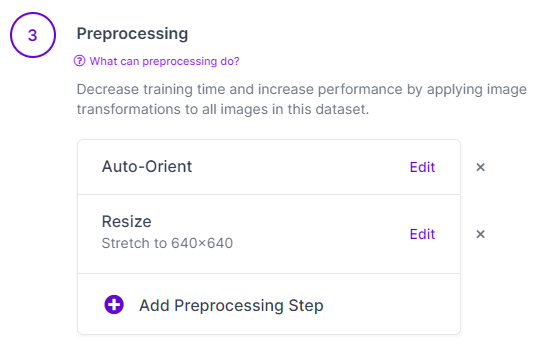 3
Preprocessing
What can preprocessing do?
Decrease training time and increase performance by applying image
transformations to all images in this dataset.
Auto-Orient
Edit
×
Resize
Stretch to 640×640
Edit
×
Add Preprocessing Step